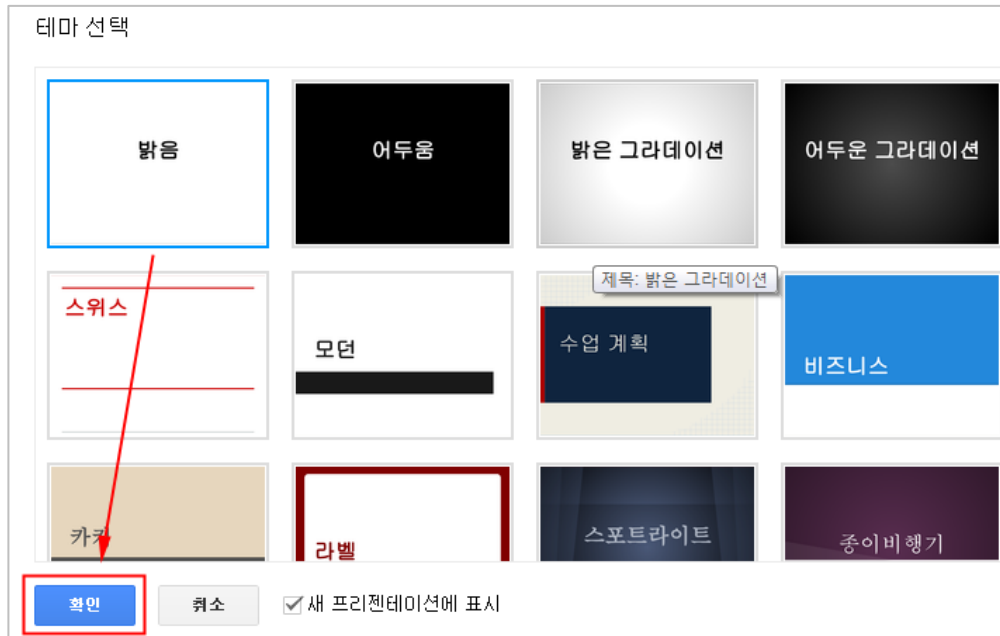 테마 선택
밝음
어두움
밝은 그라데이션
어두운 그라데이션
제목: 밝은 그라데이션
스위스
모던
수업 계획
비즈니스
라벨
스포트라이트
종이비행기
확인
취소
새 프리젠테이션에 표시